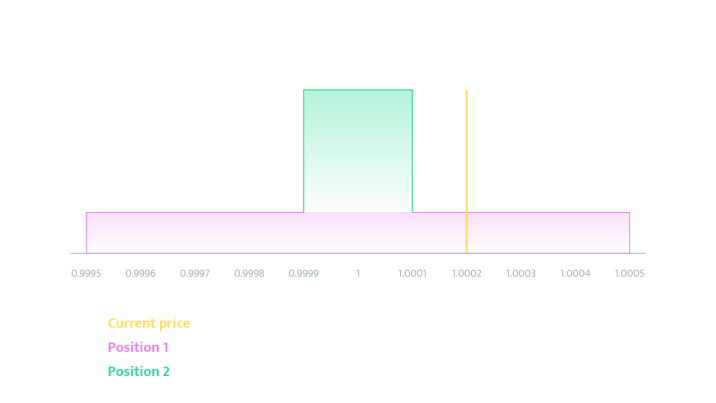 0.9995 0.9996 0.9997 0.9998 0.9999 1 1.0001 1.0002 1.0003 1.0004 1.0005
Current price
Position 1
Position 2